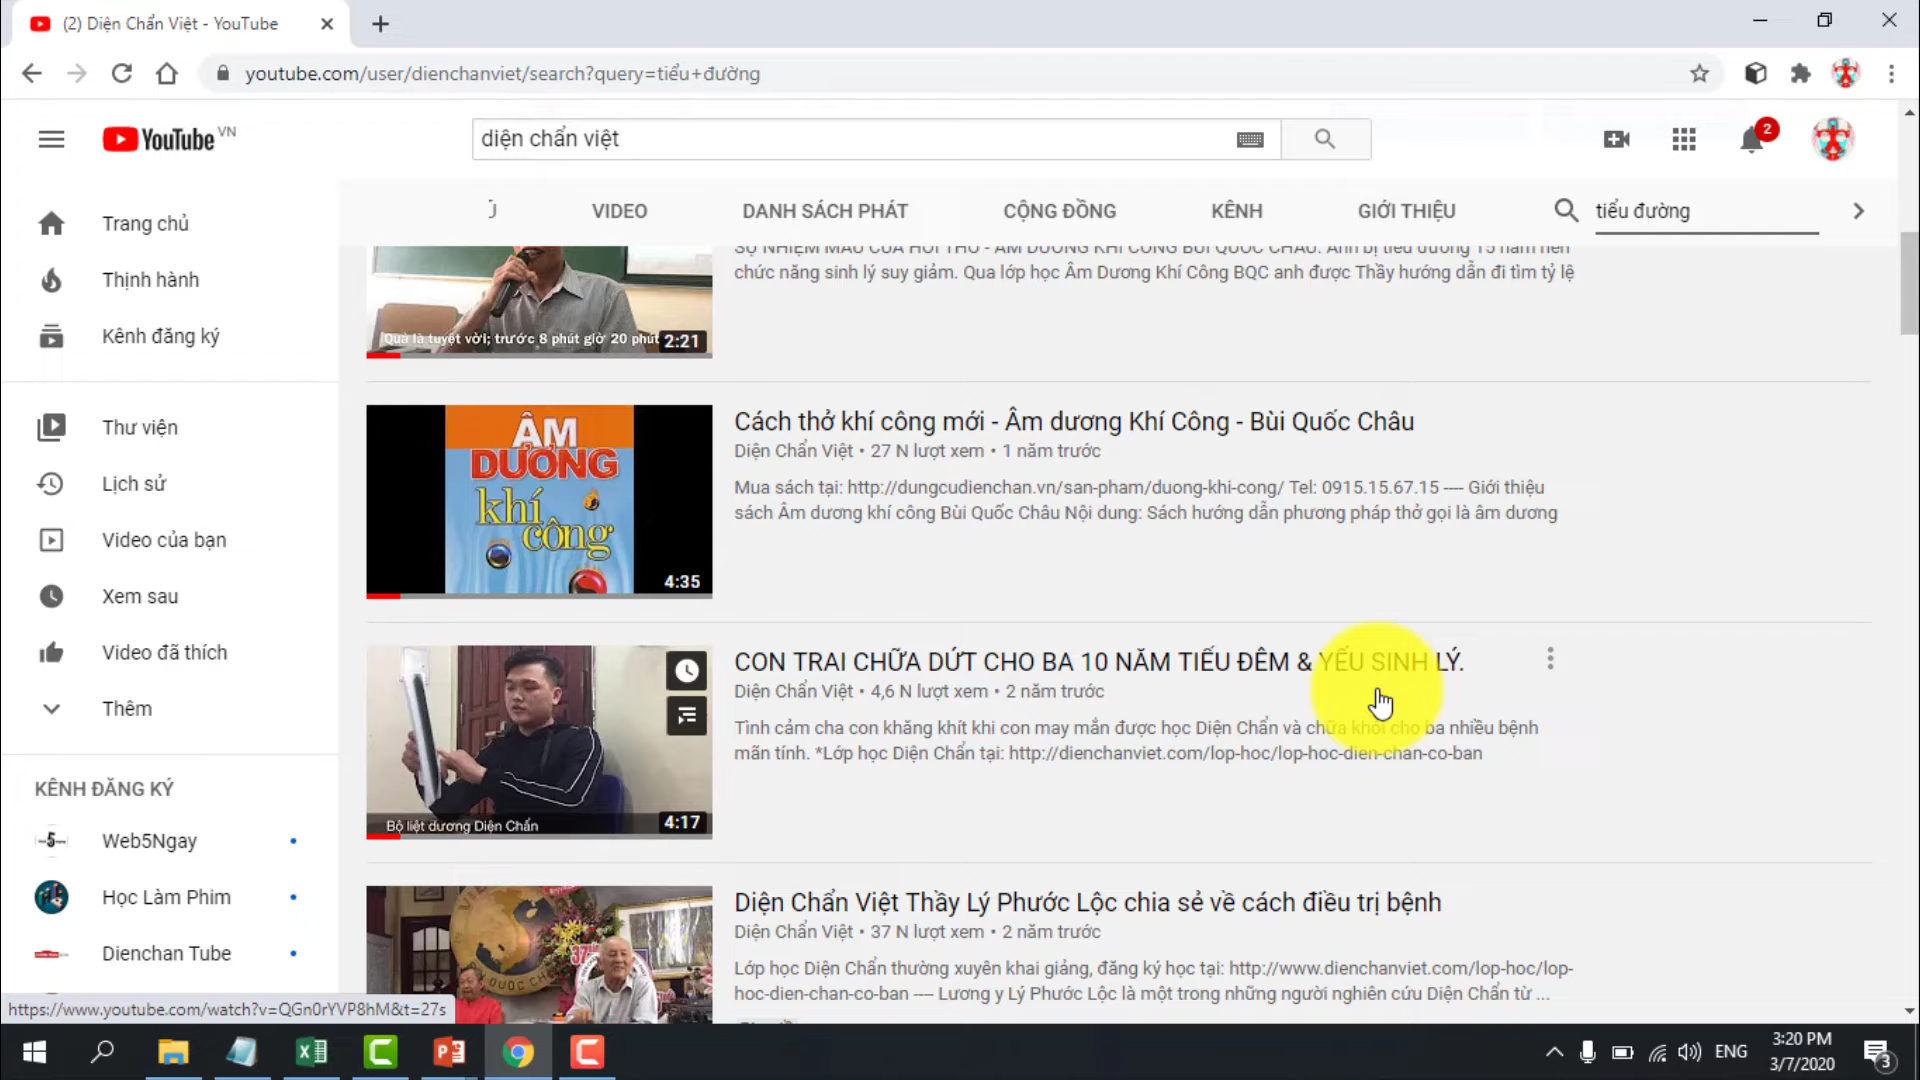 (2) Diện Chẩn Việt - YouTube
youtube.com/user/dienchanviet/search?query=tiểu+đường
YouTube VN
diện chẩn việt
2
Trang chủ
Thịnh hành
Kênh đăng ký
Thư viện
Lịch sử
Video của bạn
Xem sau
Video đã thích
Thêm
KÊNH ĐĂNG KÝ
Web5Ngay
Học Làm Phim
Dienchan Tube
VIDEO
DANH SÁCH PHÁT
CỘNG ĐỒNG
KÊNH
GIỚI THIỆU
tiểu đường
Quả là tuyệt vời; trước 8 phút giờ 20 phút
2:21
chức năng sinh lý suy giảm. Qua lớp học Âm Dương Khí Công BQC anh được Thầy hướng dẫn đi tìm tỷ lệ
ÂM
DƯƠNG
khí
công
4:35
Cách thở khí công mới - Âm dương Khí Công - Bùi Quốc Châu
Diện Chẩn Việt • 27 N lượt xem • 1 năm trước
Mua sách tại: http://dungcudienchan.vn/san-pham/duong-khi-cong/ Tel: 0915.15.67.15 ---- Giới thiệu
sách Âm dương khí công Bùi Quốc Châu Nội dung: Sách hướng dẫn phương pháp thở gọi là âm dương
Bộ liệt dương Diện Chẩn
4:17
CON TRAI CHỮA DỨT CHO BA 10 NĂM TIỂU ĐÊM & YẾU SINH LÝ.
Diện Chẩn Việt • 4,6 N lượt xem • 2 năm trước
Tình cảm cha con khăng khít khi con may mắn được học Diện Chẩn và chữa khỏi cho ba nhiều bệnh
mãn tính. *Lớp học Diện Chẩn tại: http://dienchanviet.com/lop-hoc/lop-hoc-dien-chan-co-ban
Diện Chẩn Việt Thầy Lý Phước Lộc chia sẻ về cách điều trị bệnh
Diện Chẩn Việt • 37 N lượt xem • 2 năm trước
Lớp học Diện Chẩn thường xuyên khai giảng, đăng ký học tại: http://www.dienchanviet.com/lop-hoc/lop-
hoc-dien-chan-co-ban ---- Lương y Lý Phước Lộc là một trong những người nghiên cứu Diện Chẩn từ ...
https://www.youtube.com/watch?v=QGn0rYVP8hM&t=27s
ENG
3:20 PM
3/7/2020
3